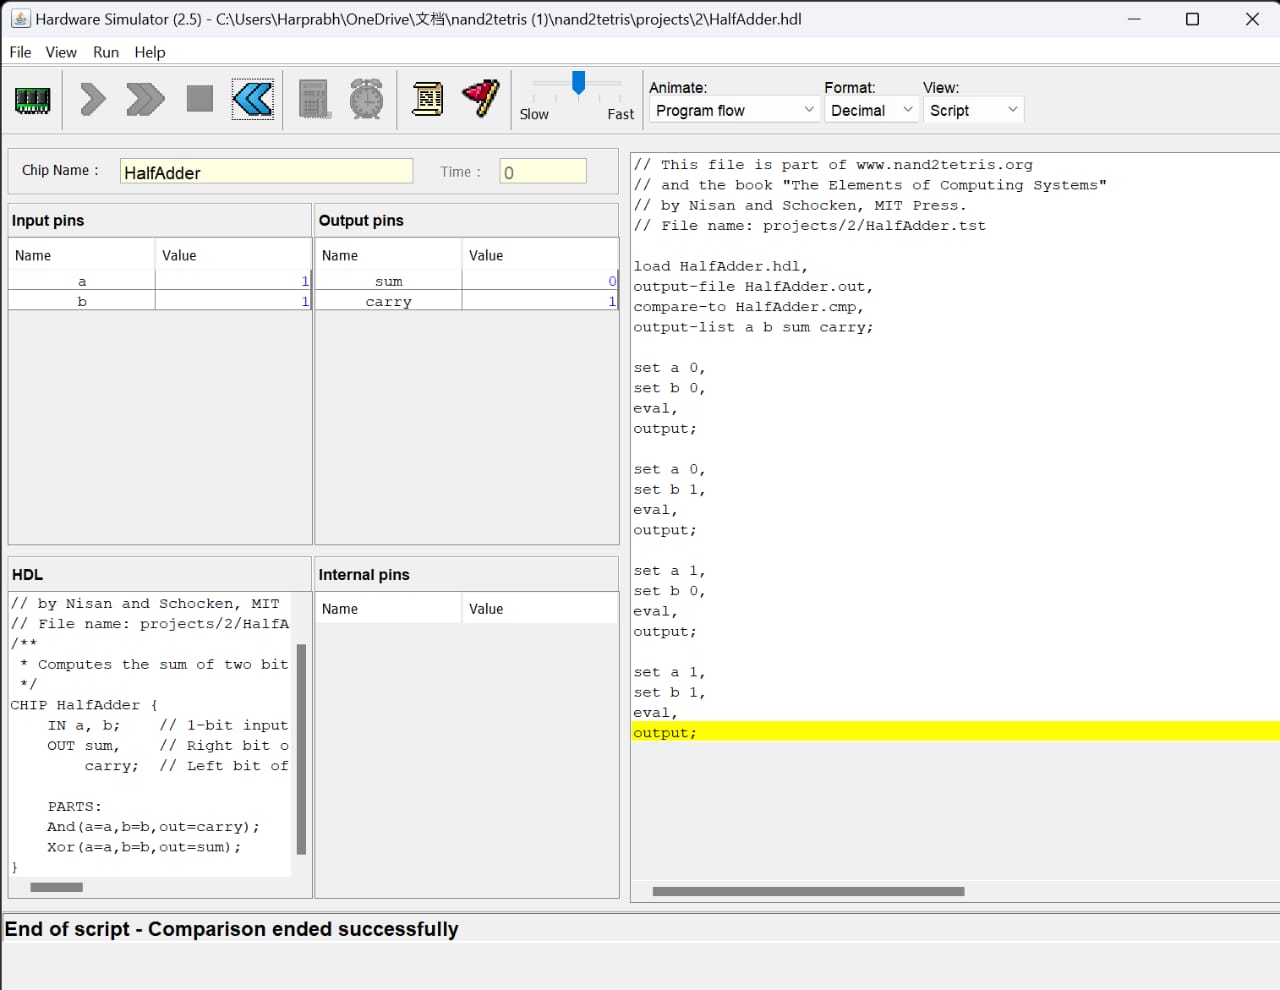 Hardware Simulator (2.5) - C:\Users\Harprabh\OneDrive\文档\nand2tetris (1)\nand2tetris\projects\2\HalfAdder.hdl
File View Run Help
Slow Fast
Animate: Format: View:
Program flow Decimal Script
Chip Name : HalfAdder Time : 0
Input pins
Name Value
a 1
b 1
Output pins
Name Value
sum 0
carry 1
HDL
// by Nisan and Schocken, MIT
// File name: projects/2/HalfA
/**
* Computes the sum of two bit
*/
CHIP HalfAdder {
IN a, b; // 1-bit input
OUT sum, // Right bit o
carry; // Left bit of
PARTS:
And(a=a,b=b,out=carry);
Xor(a=a,b=b,out=sum);
}
Internal pins
Name Value
// This file is part of www.nand2tetris.org
// and the book "The Elements of Computing Systems"
// by Nisan and Schocken, MIT Press.
// File name: projects/2/HalfAdder.tst
load HalfAdder.hdl,
output-file HalfAdder.out,
compare-to HalfAdder.cmp,
output-list a b sum carry;
set a 0,
set b 0,
eval,
output;
set a 0,
set b 1,
eval,
output;
set a 1,
set b 0,
eval,
output;
set a 1,
set b 1,
eval,
output;
End of script - Comparison ended successfully